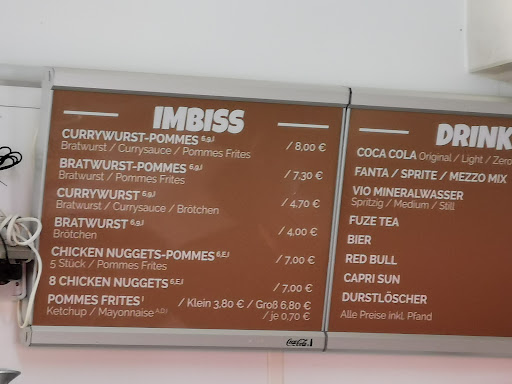 IMBISS
CURRYWURST-POMMES 6,g,J / 8,00 €
Bratwurst / Currysauce / Pommes Frites
BRATWURST-POMMES 6,g,J / 7,30 €
Bratwurst / Pommes Frites
CURRYWURST 6,g,J / 4,70 €
Bratwurst / Currysauce / Brötchen
BRATWURST 6,g,J / 4,00 €
Brötchen
CHICKEN NUGGETS-POMMES 6,E,J / 7,00 €
5 Stück / Pommes Frites
8 CHICKEN NUGGETS 6,E,J / 7,00 €
POMMES FRITES J / Klein 3,80 € / Groß 6,80 €
Ketchup / Mayonnaise A,D,J / je 0,70 €
Coca-Cola
DRINK
COCA COLA Original / Light / Zero
FANTA / SPRITE / MEZZO MIX
VIO MINERALWASSER
Spritzig / Medium / Still
FUZE TEA
BIER
RED BULL
CAPRI SUN
DURSTLÖSCHER
Alle Preise Inkl. Pfand